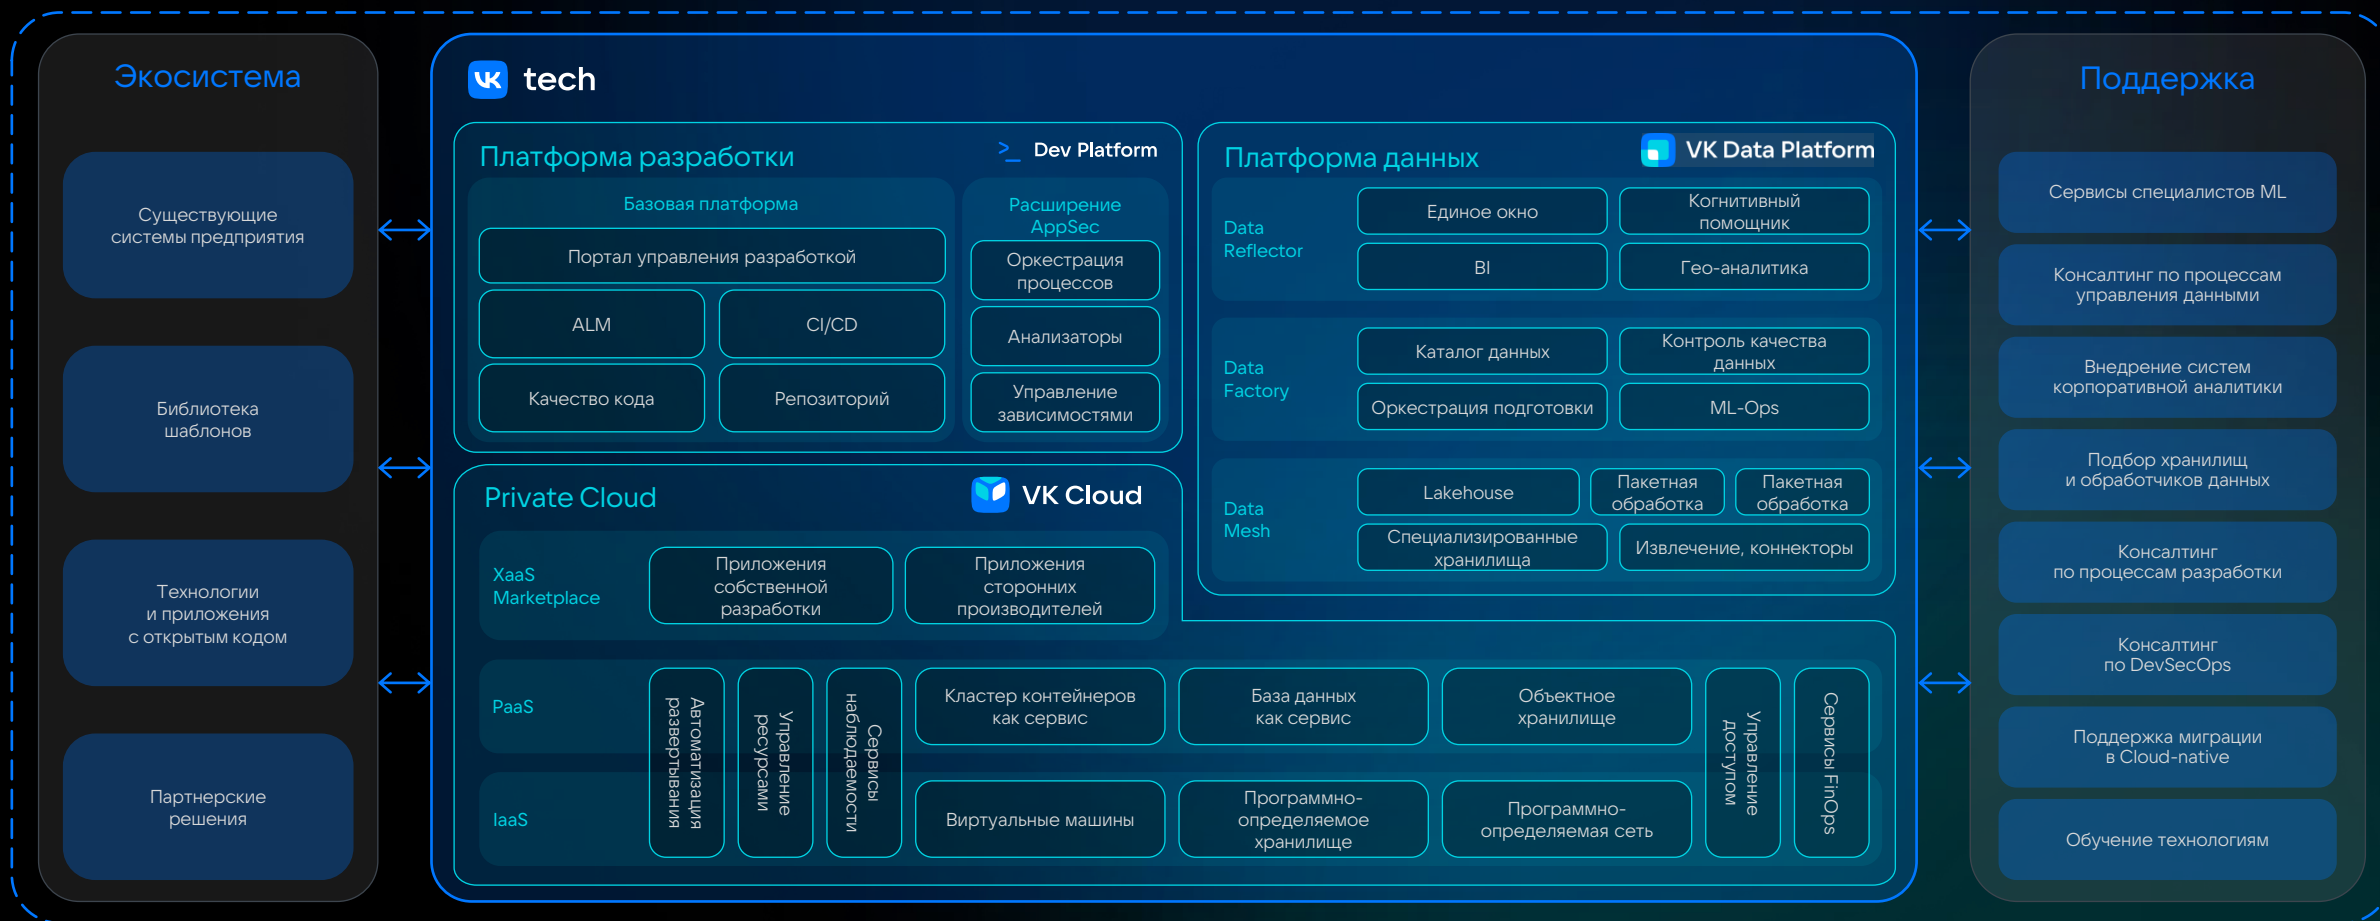 Экосистема
Существующие
системы предприятия
Библиотека
шаблонов
Технологии
и приложения
с открытым кодом
Партнерские
решения
VK tech
Платформа разработки
>_ Dev Platform
Базовая платформа
Портал управления разработкой
ALM
CI/CD
Качество кода
Репозиторий
Расширение
AppSec
Оркестрация
процессов
Анализаторы
Управление
зависимостями
Платформа данных
VK Data Platform
Data
Reflector
Единое окно
Когнитивный
помощник
BI
Гео-аналитика
Data
Factory
Каталог данных
Контроль качества
данных
Оркестрация подготовки
ML-Ops
Data
Mesh
Lakehouse
Пакетная
обработка
Пакетная
обработка
Специализированные
хранилища
Извлечение, коннекторы
Private Cloud
VK Cloud
XaaS
Marketplace
Приложения
собственной
разработки
Приложения
сторонних
производителей
PaaS
IaaS
Автоматизация
развертывания
Управление
ресурсами
Сервисы
наблюдаемости
Кластер контейнеров
как сервис
База данных
как сервис
Объектное
хранилище
Виртуальные машины
Программно-
определяемое
хранилище
Программно-
определяемая сеть
Управление
доступом
Сервисы FinOps
Поддержка
Сервисы специалистов ML
Консалтинг по процессам
управления данными
Внедрение систем
корпоративной аналитики
Подбор хранилищ
и обработчиков данных
Консалтинг
по процессам разработки
Консалтинг
по DevSecOps
Поддержка миграции
в Cloud-native
Обучение технологиям